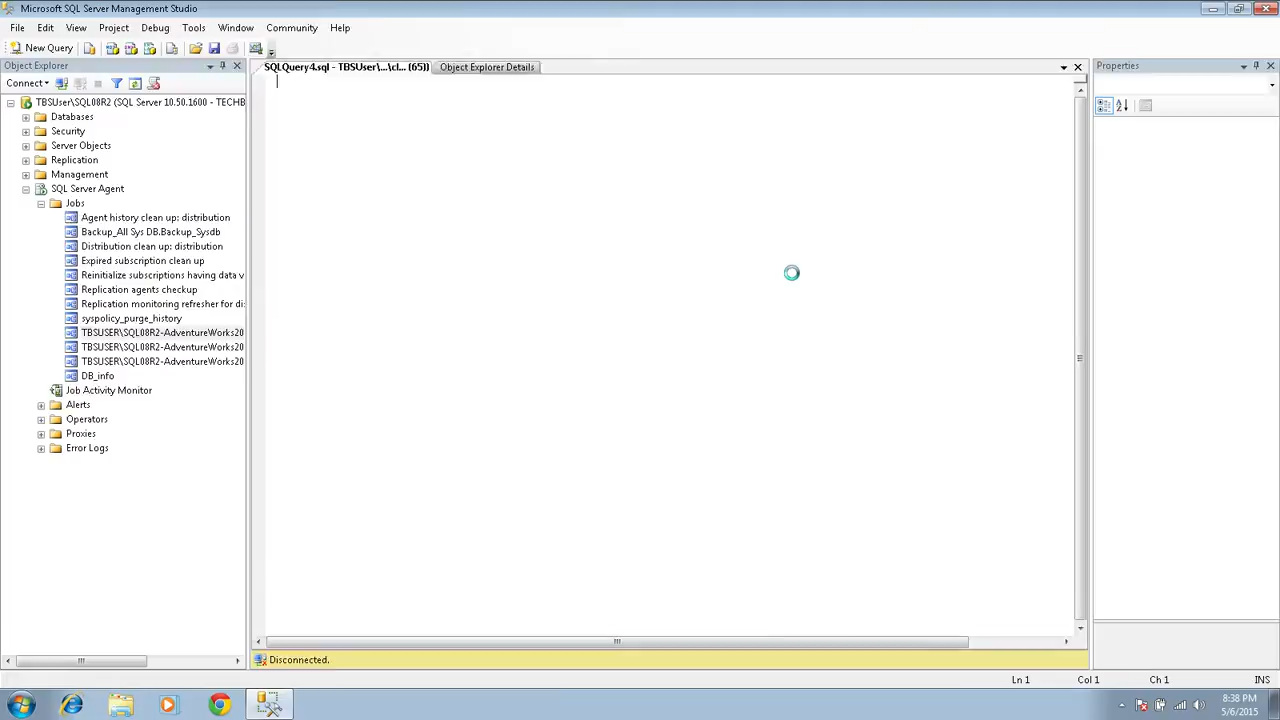 Microsoft SQL Server Management Studio
File Edit View Project Debug Tools Window Community Help
New Query
Object Explorer
SQLQuery4.sql - TBSUser\...\cl... (65))
Object Explorer Details
Properties
Connect
TBSUser\SQL08R2 (SQL Server 10.50.1600 - TECHB
Databases
Security
Server Objects
Replication
Management
SQL Server Agent
Jobs
Agent history clean up: distribution
Backup_All Sys DB.Backup_Sysdb
Distribution clean up: distribution
Expired subscription clean up
Reinitialize subscriptions having data v
Replication agents checkup
Replication monitoring refresher for di
syspolicy_purge_history
TBSUSER\SQL08R2-AdventureWorks20
TBSUSER\SQL08R2-AdventureWorks20
TBSUSER\SQL08R2-AdventureWorks20
DB_info
Job Activity Monitor
Alerts
Operators
Proxies
Error Logs
Disconnected.
Ln 1 Col 1 Ch 1 INS
8:38 PM
5/6/2015